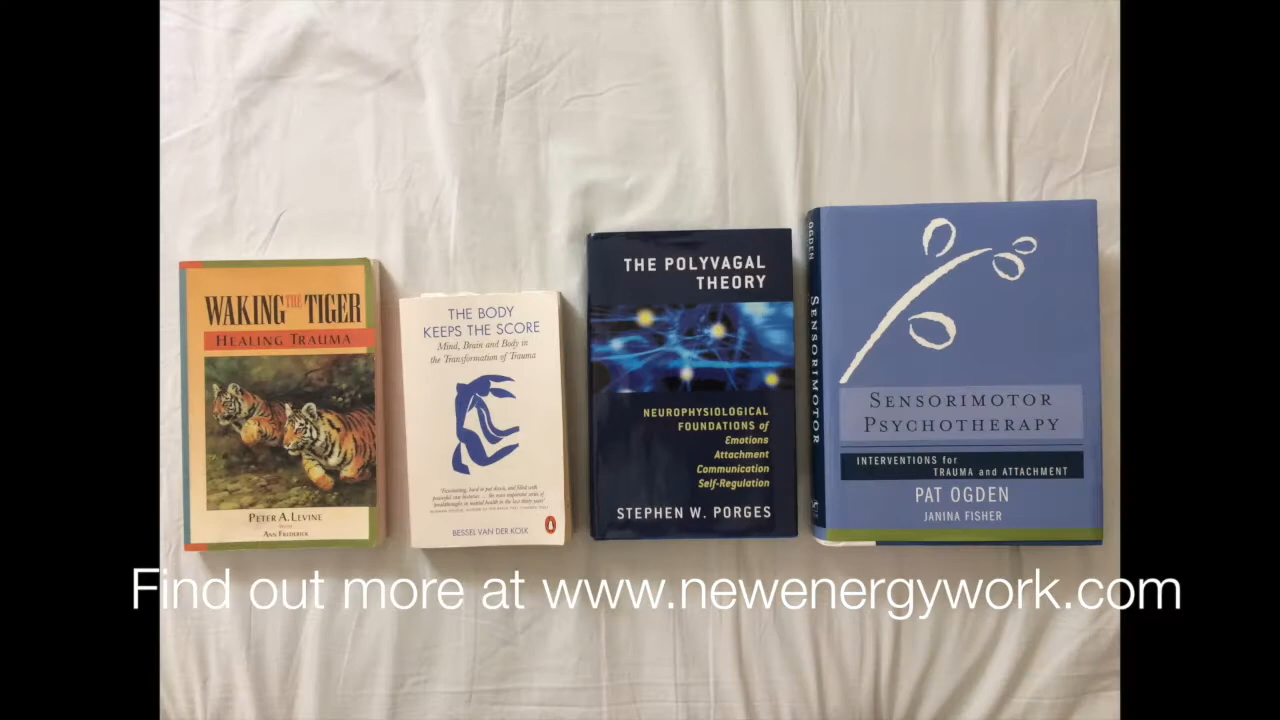 WAKING THE TIGER
HEALING TRAUMA
PETER A. LEVINE
WITH
ANN FREDERICK
THE BODY
KEEPS THE SCORE
Mind, Brain and Body in
the Transformation of Trauma
BESSEL VAN DER KOLK
THE POLYVAGAL
THEORY
NEUROPHYSIOLOGICAL
FOUNDATIONS of
Emotions
Attachment
Communication
Self-Regulation
STEPHEN W. PORGES
OGDEN
SENSORIMOTOR
SENSORIMOTOR
PSYCHOTHERAPY
INTERVENTIONS for
TRAUMA and ATTACHMENT
PAT OGDEN
JANINA FISHER
Find out more at www.newenergywork.com